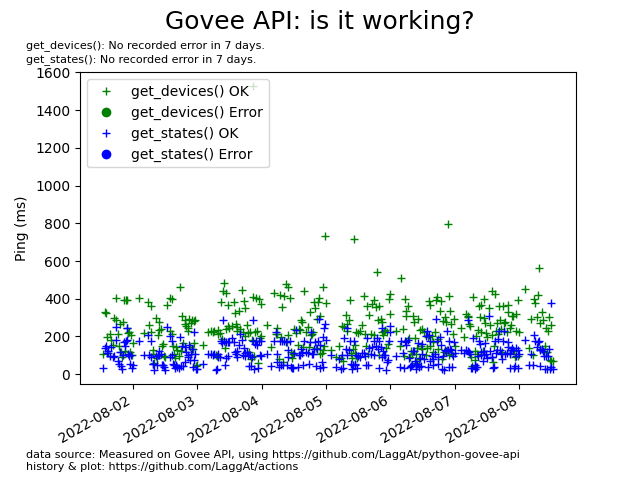 Govee API: is it working?
get_devices(): No recorded error in 7 days.
get_states(): No recorded error in 7 days.
1600
1400
1200
1000
800
600
400
200
0
Ping (ms)
get_devices() OK
get_devices() Error
get_states() OK
get_states() Error
2022-08-02
2022-08-03
2022-08-04
2022-08-05
2022-08-06
2022-08-07
2022-08-08
data source: Measured on Govee API, using https://github.com/LaggAt/python-govee-api
history & plot: https://github.com/LaggAt/actions